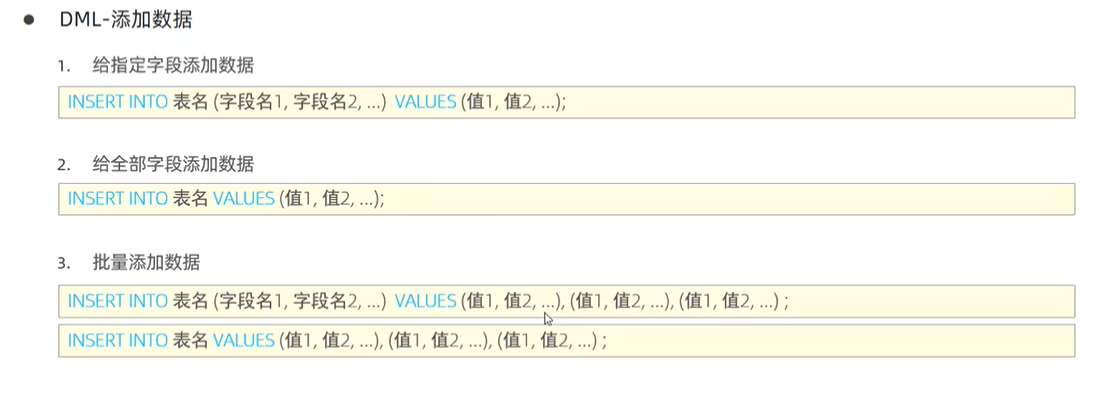 ● DML-添加数据
1. 给指定字段添加数据
INSERT INTO 表名 (字段名1, 字段名2, ...) VALUES (值1, 值2, ...);
2. 给全部字段添加数据
INSERT INTO 表名 VALUES (值1, 值2, ...);
3. 批量添加数据
INSERT INTO 表名 (字段名1, 字段名2, ...) VALUES (值1, 值2, ...), (值1, 值2, ...), (值1, 值2, ...) ;
INSERT INTO 表名 VALUES (值1, 值2, ...), (值1, 值2, ...), (值1, 值2, ...) ;